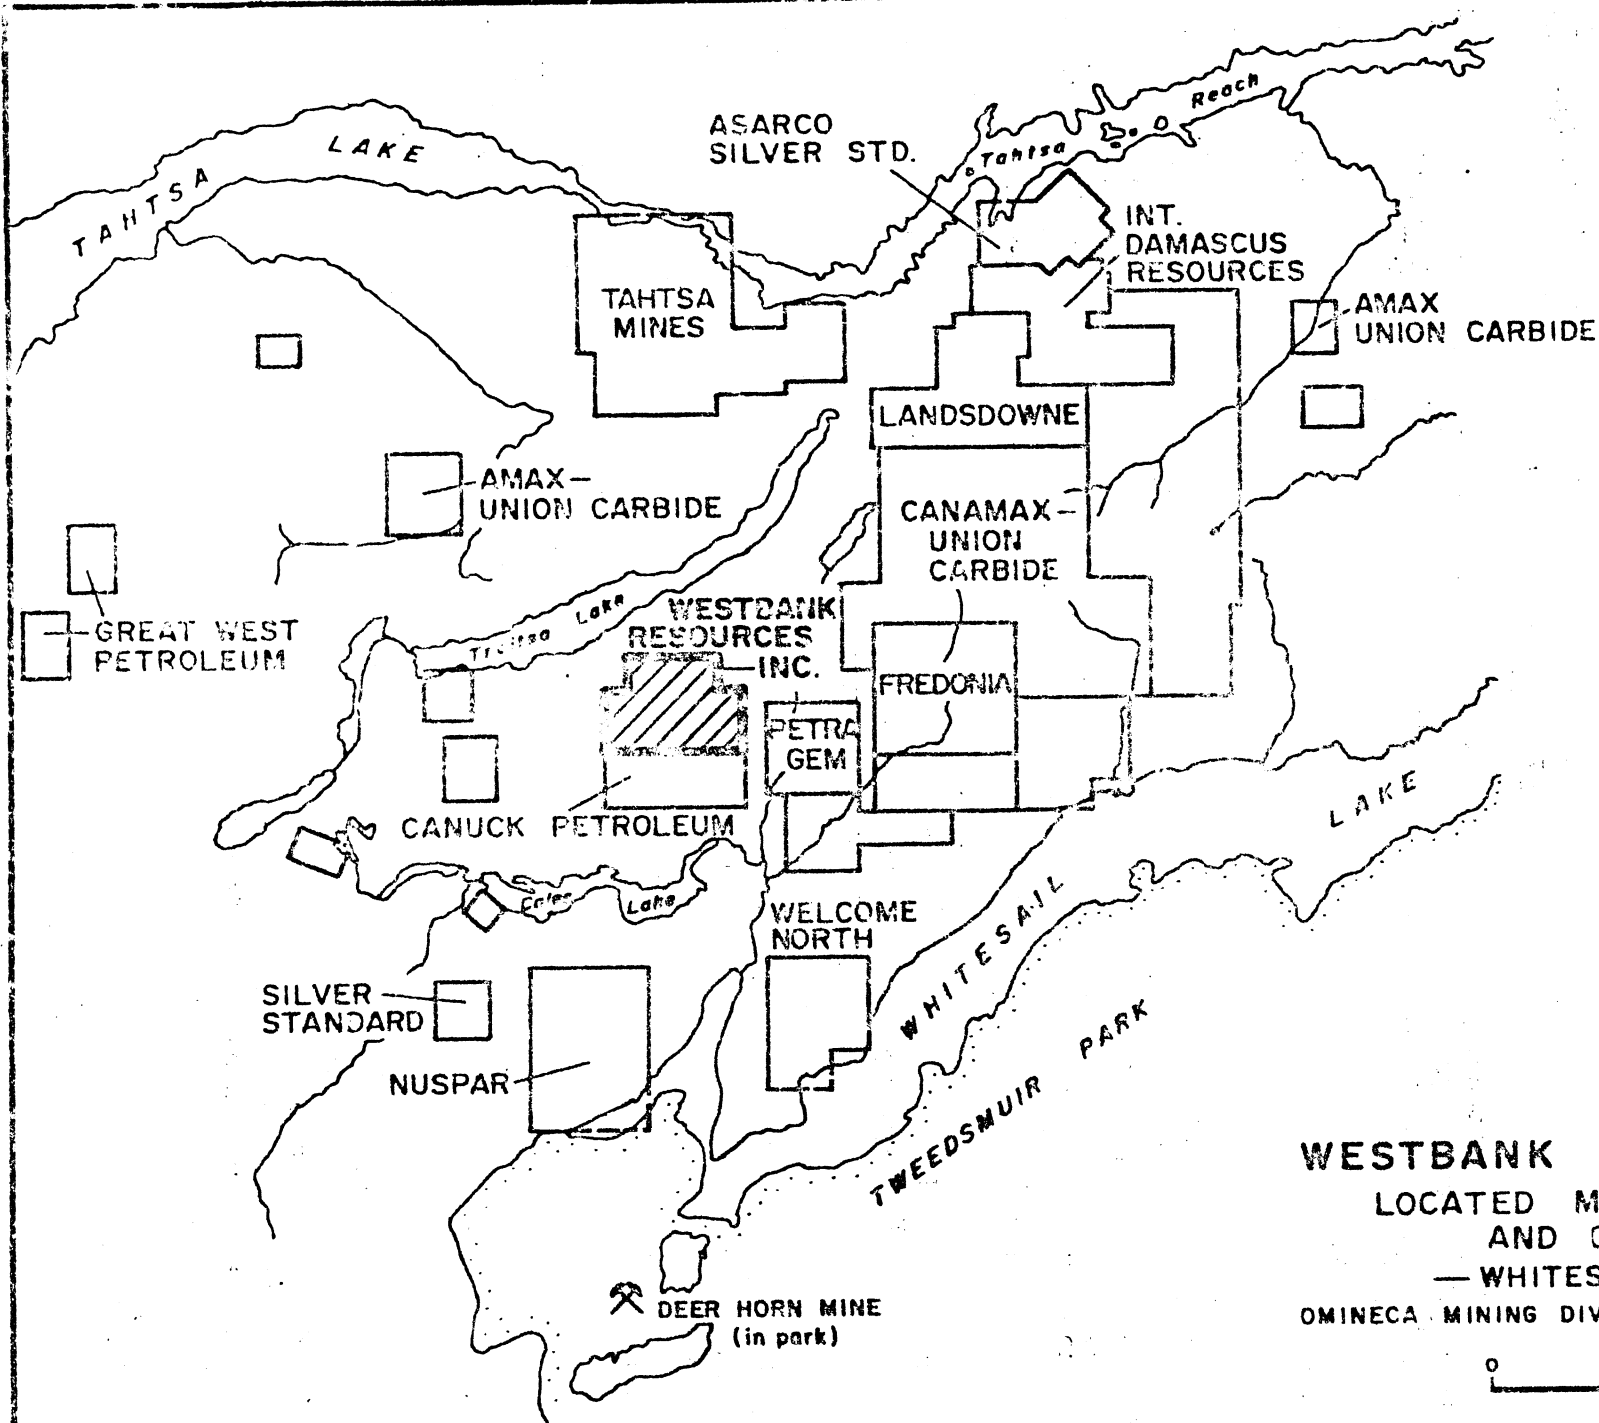 TAHTSA LAKE
Tahtsa Reach
ASARCO
SILVER STD.
INT.
DAMASCUS
RESOURCES
TAHTSA
MINES
AMAX
UNION CARBIDE
LANDSDOWNE
AMAX—
UNION CARBIDE
CANAMAX—
UNION
CARBIDE
GREAT WEST
PETROLEUM
Troitsa Lake
WESTBANK
RESOURCES
INC.
FREDONIA
PETRA
GEM
CANUCK PETROLEUM
Lake
WELCOME
NORTH
WHITESAIL LAKE
SILVER
STANDARD
NUSPAR
TWEEDSMUIR PARK
DEER HORN MINE
(in park)
WESTBANK
LOCATED M
AND
— WHITES
OMINECA MINING DIV
0